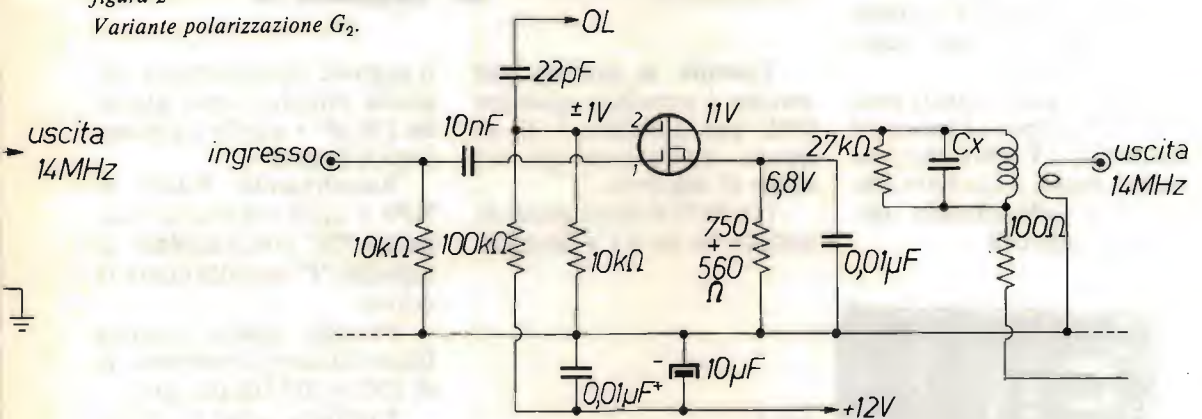 figura 2
Variante polarizzazione G₂.
OL
22pF
±1V
2
11V
10nF
27kΩ
Cx
uscita
14MHz
ingresso
1
6,8V
uscita
14MHz
10kΩ
100kΩ
10kΩ
750
+ -
560
Ω
0,01µF
100Ω
0,01µF+
-
10µF
+12V